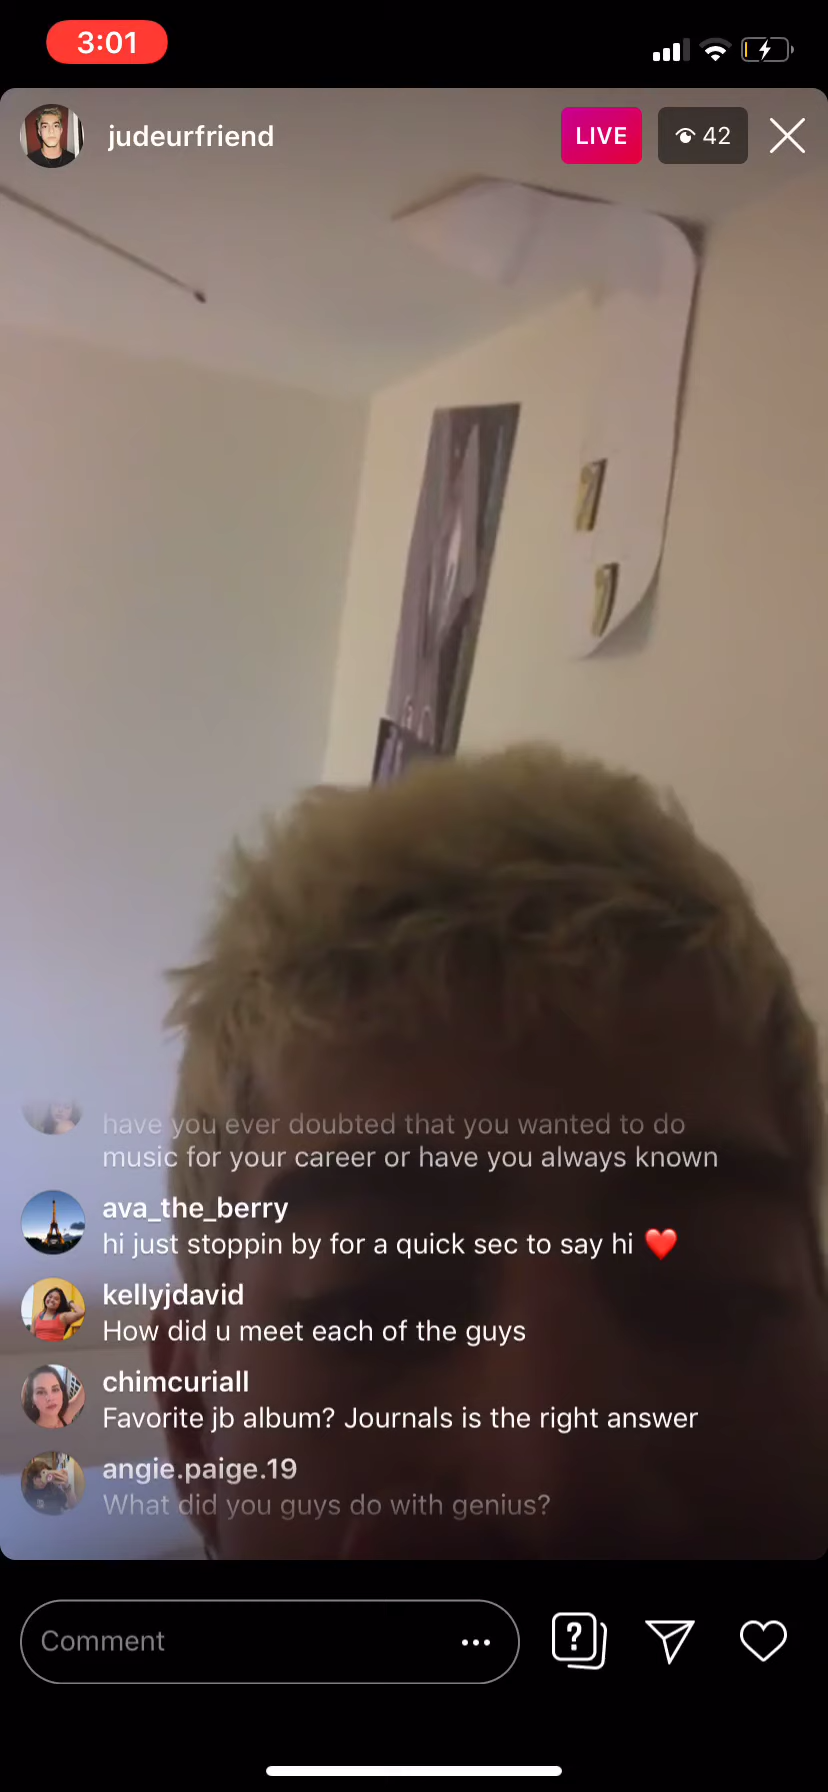 3:01
judeurfriend
LIVE
42
have you ever doubted that you wanted to do
music for your career or have you always known
ava_the_berry
hi just stoppin by for a quick sec to say hi ❤️
kellyjdavid
How did u meet each of the guys
chimcuriall
Favorite jb album? Journals is the right answer
angie.paige.19
What did you guys do with genius?
Comment
?